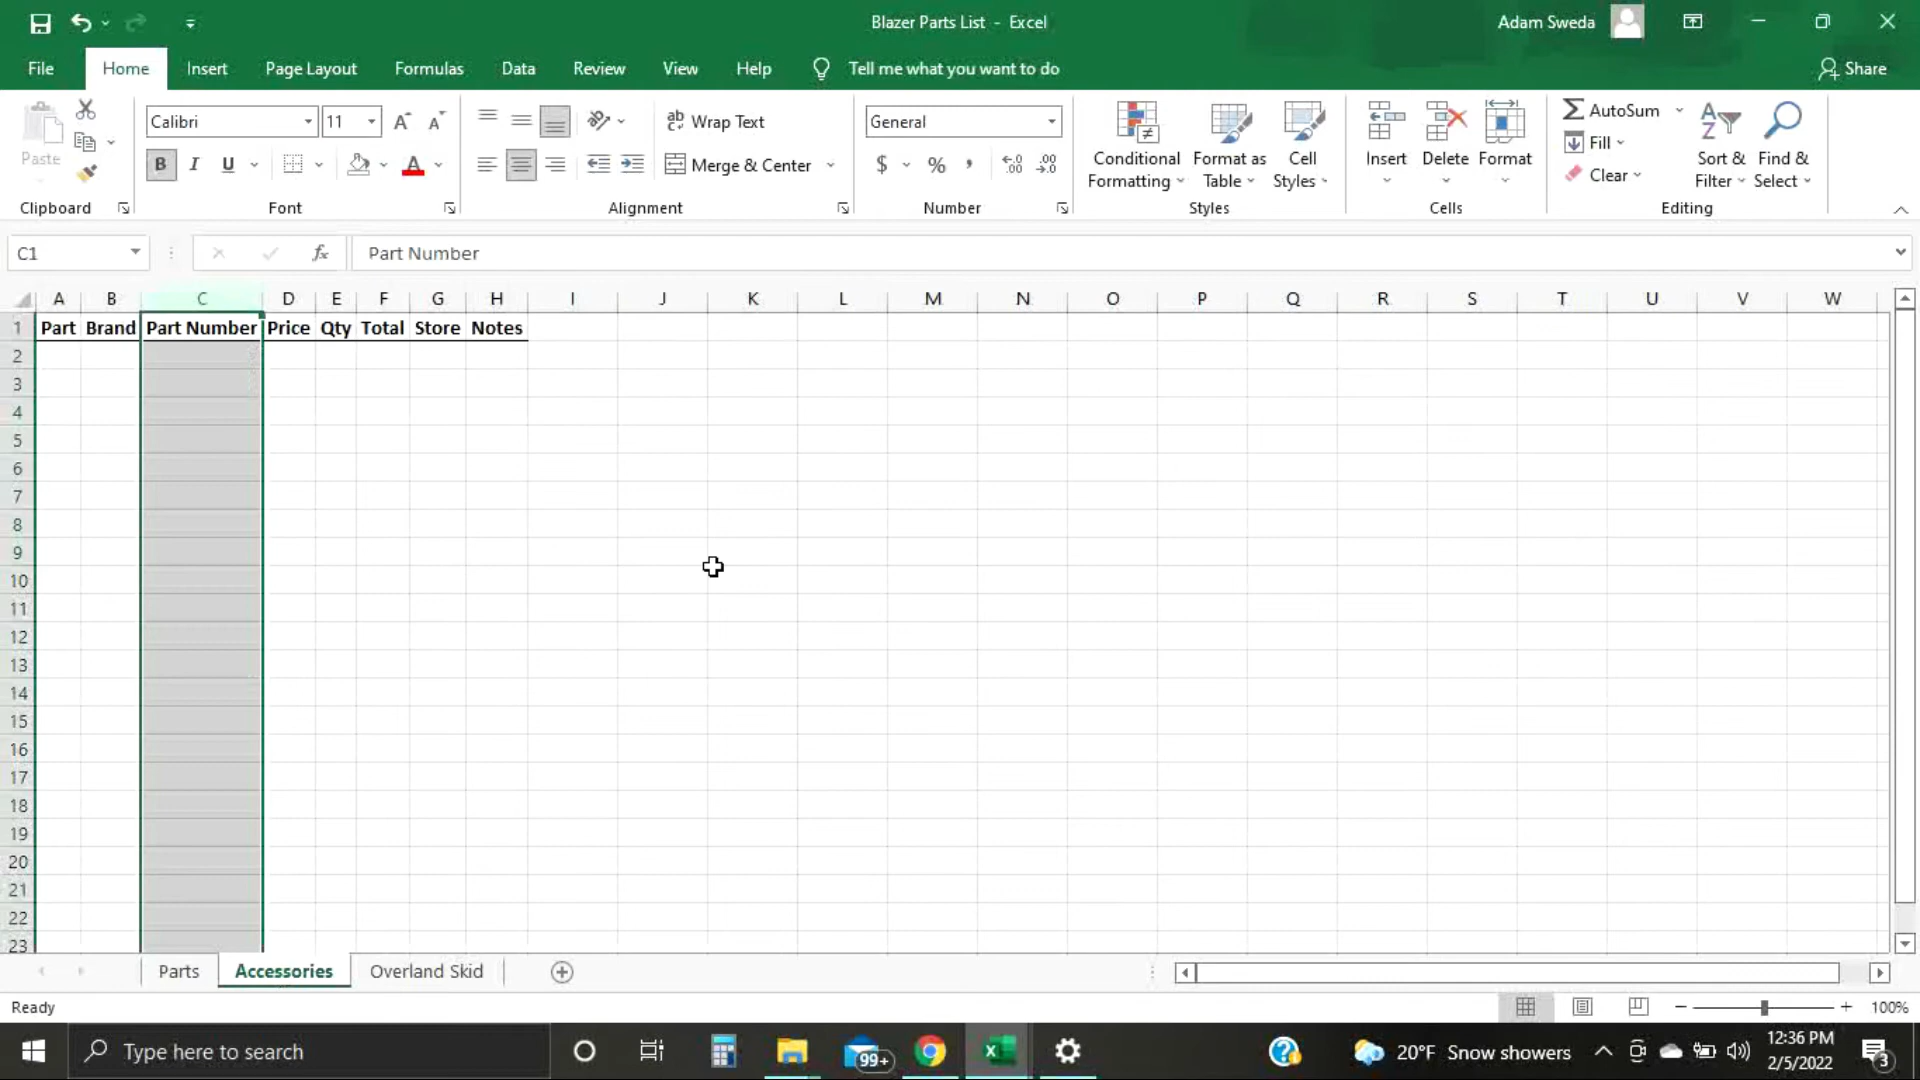 Blazer Parts List - Excel
Adam Sweda
File Home Insert Page Layout Formulas Data Review View Help Tell me what you want to do Share
Paste
Clipboard
Calibri 11
B I U A
Font
ab Wrap Text
Merge & Center
Alignment
General
$ % ,
Number
Conditional Formatting
Format as Table
Cell Styles
Styles
Insert Delete Format
Cells
AutoSum
Fill
Clear
Sort & Filter
Find & Select
Editing
C1 fx Part Number
A B C D E F G H I J K L M N O P Q R S T U V W
1 Part Brand Part Number Price Qty Total Store Notes
2
3
4
5
6
7
8
9
10
11
12
13
14
15
16
17
18
19
20
21
22
23
Parts Accessories Overland Skid
Ready 100%
Type here to search 99+ 20°F Snow showers 12:36 PM
2/5/2022
3